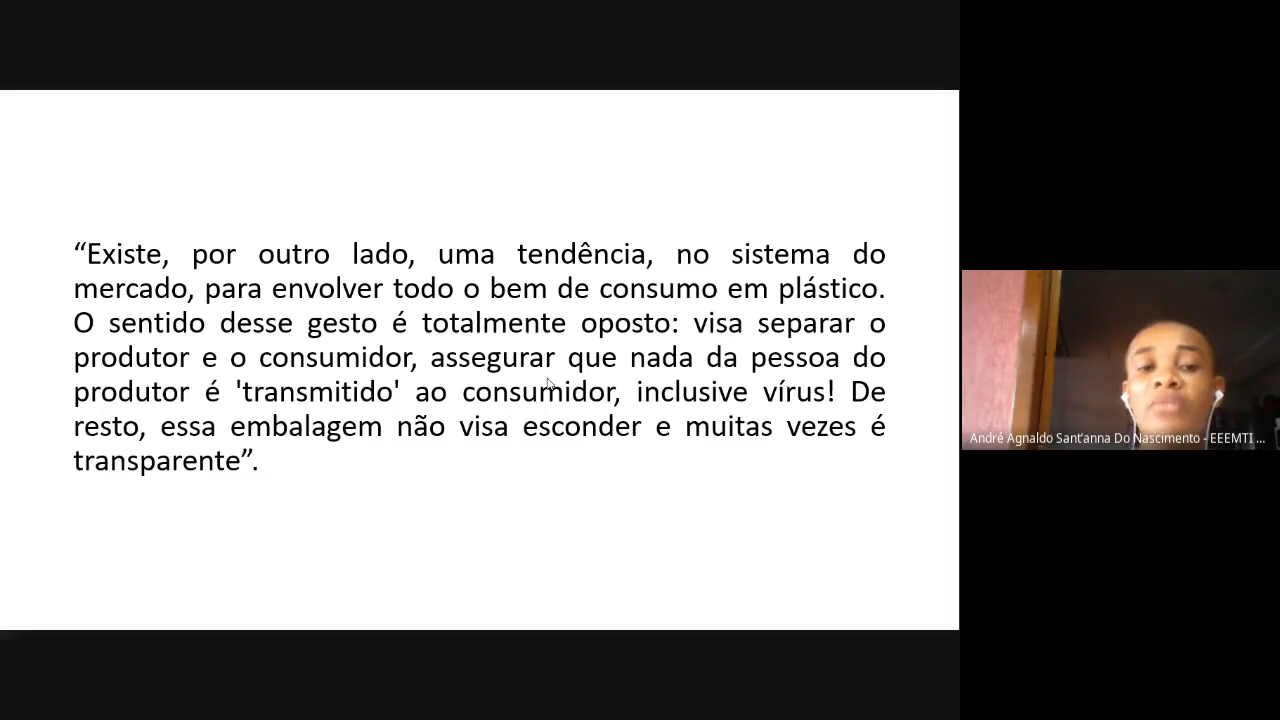 “Existe, por outro lado, uma tendência, no sistema do
mercado, para envolver todo o bem de consumo em plástico.
O sentido desse gesto é totalmente oposto: visa separar o
produtor e o consumidor, assegurar que nada da pessoa do
produtor é 'transmitido' ao consumidor, inclusive vírus! De
resto, essa embalagem não visa esconder e muitas vezes é
transparente”.
André Agnaldo Sant'anna Do Nascimento - EEEMTI ...